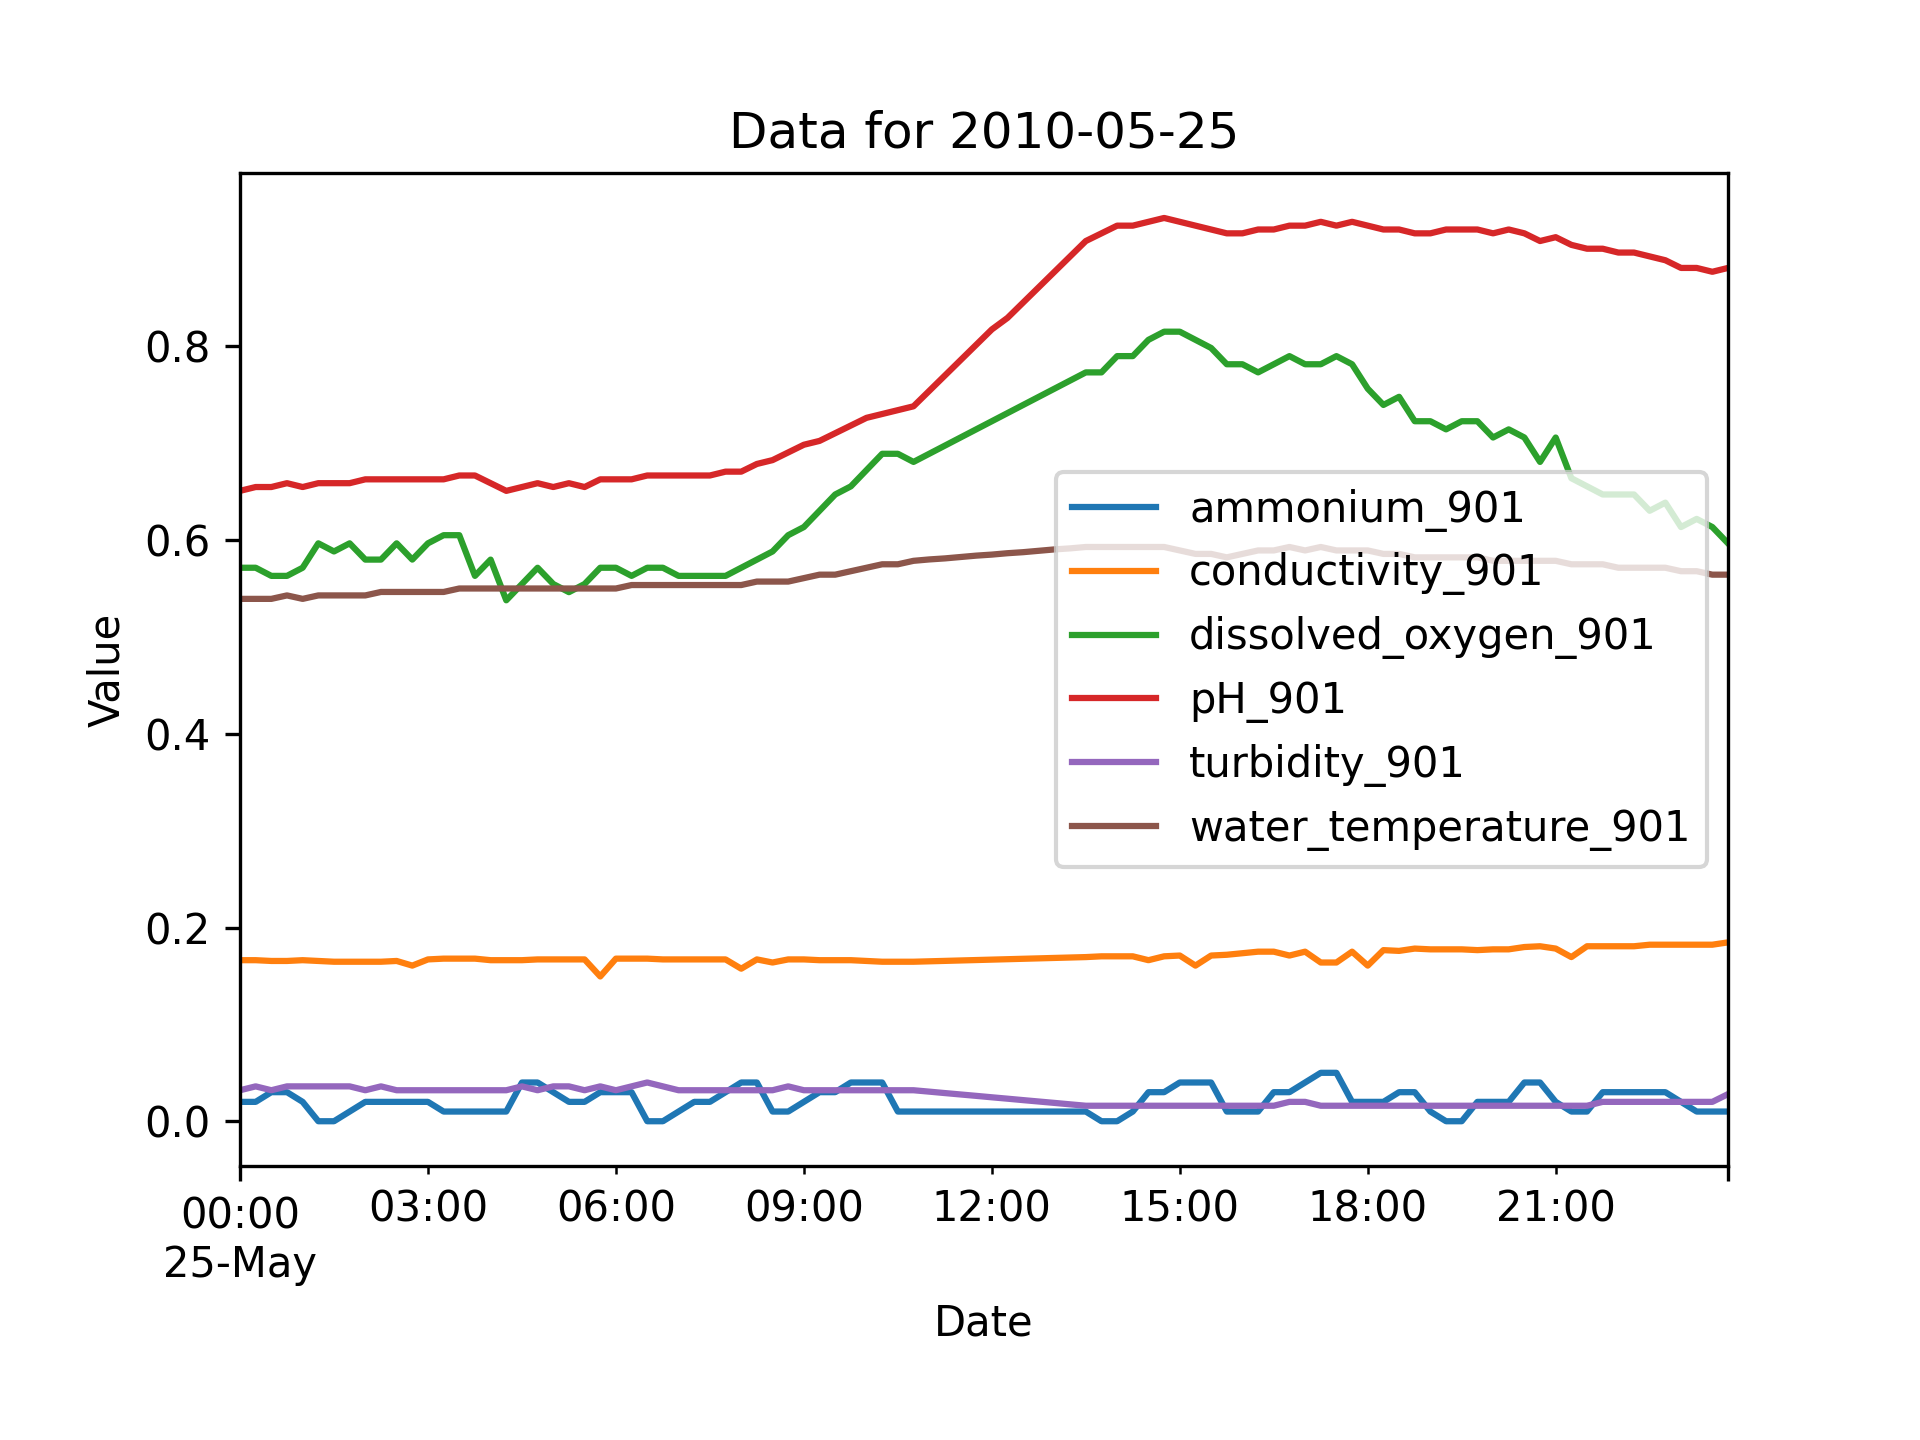 Data for 2010-05-25
Value
0.8
0.6
0.4
0.2
0.0
ammonium_901
conductivity_901
dissolved_oxygen_901
pH_901
turbidity_901
water_temperature_901
00:00 03:00 06:00 09:00 12:00 15:00 18:00 21:00
25-May
Date